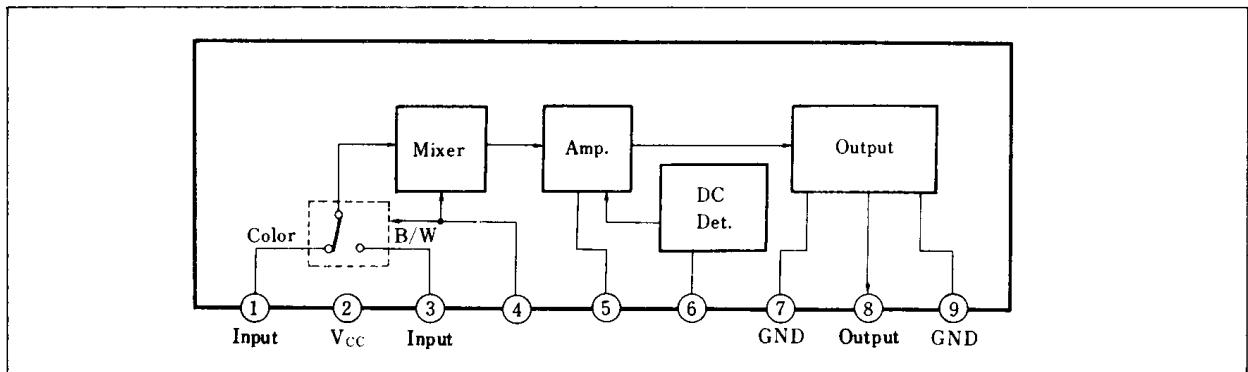 Mixer
Amp.
Output
DC
Det.
Color
B/W
1 2 3 4 5 6 7 8 9
Input VCC Input GND Output GND